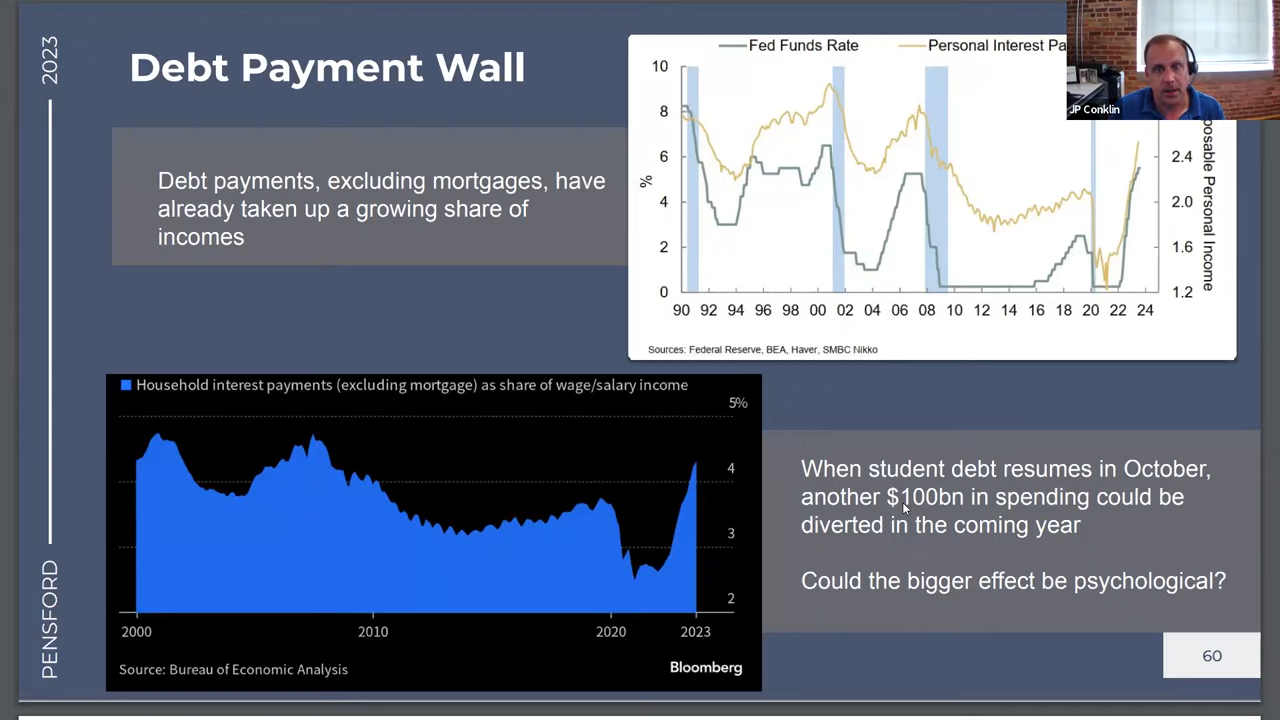 2023
PENSFORD
Debt Payment Wall
Debt payments, excluding mortgages, have
already taken up a growing share of
incomes
Fed Funds Rate
Personal Interest
10
8
6
4
2
0
%
2.4
2.0
1.6
1.2
Personal Income
90 92 94 96 98 00 02 04 06 08 10 12 14 16 18 20 22 24
Sources: Federal Reserve, BEA, Haver, SMBC Nikko
JP Conklin
Household interest payments (excluding mortgage) as share of wage/salary income
5%
4
3
2
2000 2010 2020 2023
Source: Bureau of Economic Analysis
Bloomberg
When student debt resumes in October,
another $100bn in spending could be
diverted in the coming year
Could the bigger effect be psychological?
60